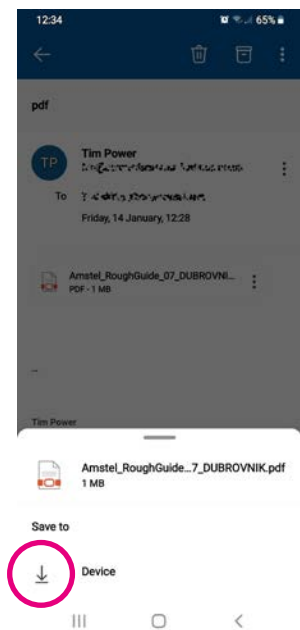 12:34
65%
pdf
TP
Tim Power
To
Friday, 14 January, 12:28
Amstel_RoughGuide_07_DUBROVNI...
PDF - 1 MB
--
Tim Power
Amstel_RoughGuide...7_DUBROVNIK.pdf
1 MB
Save to
Device